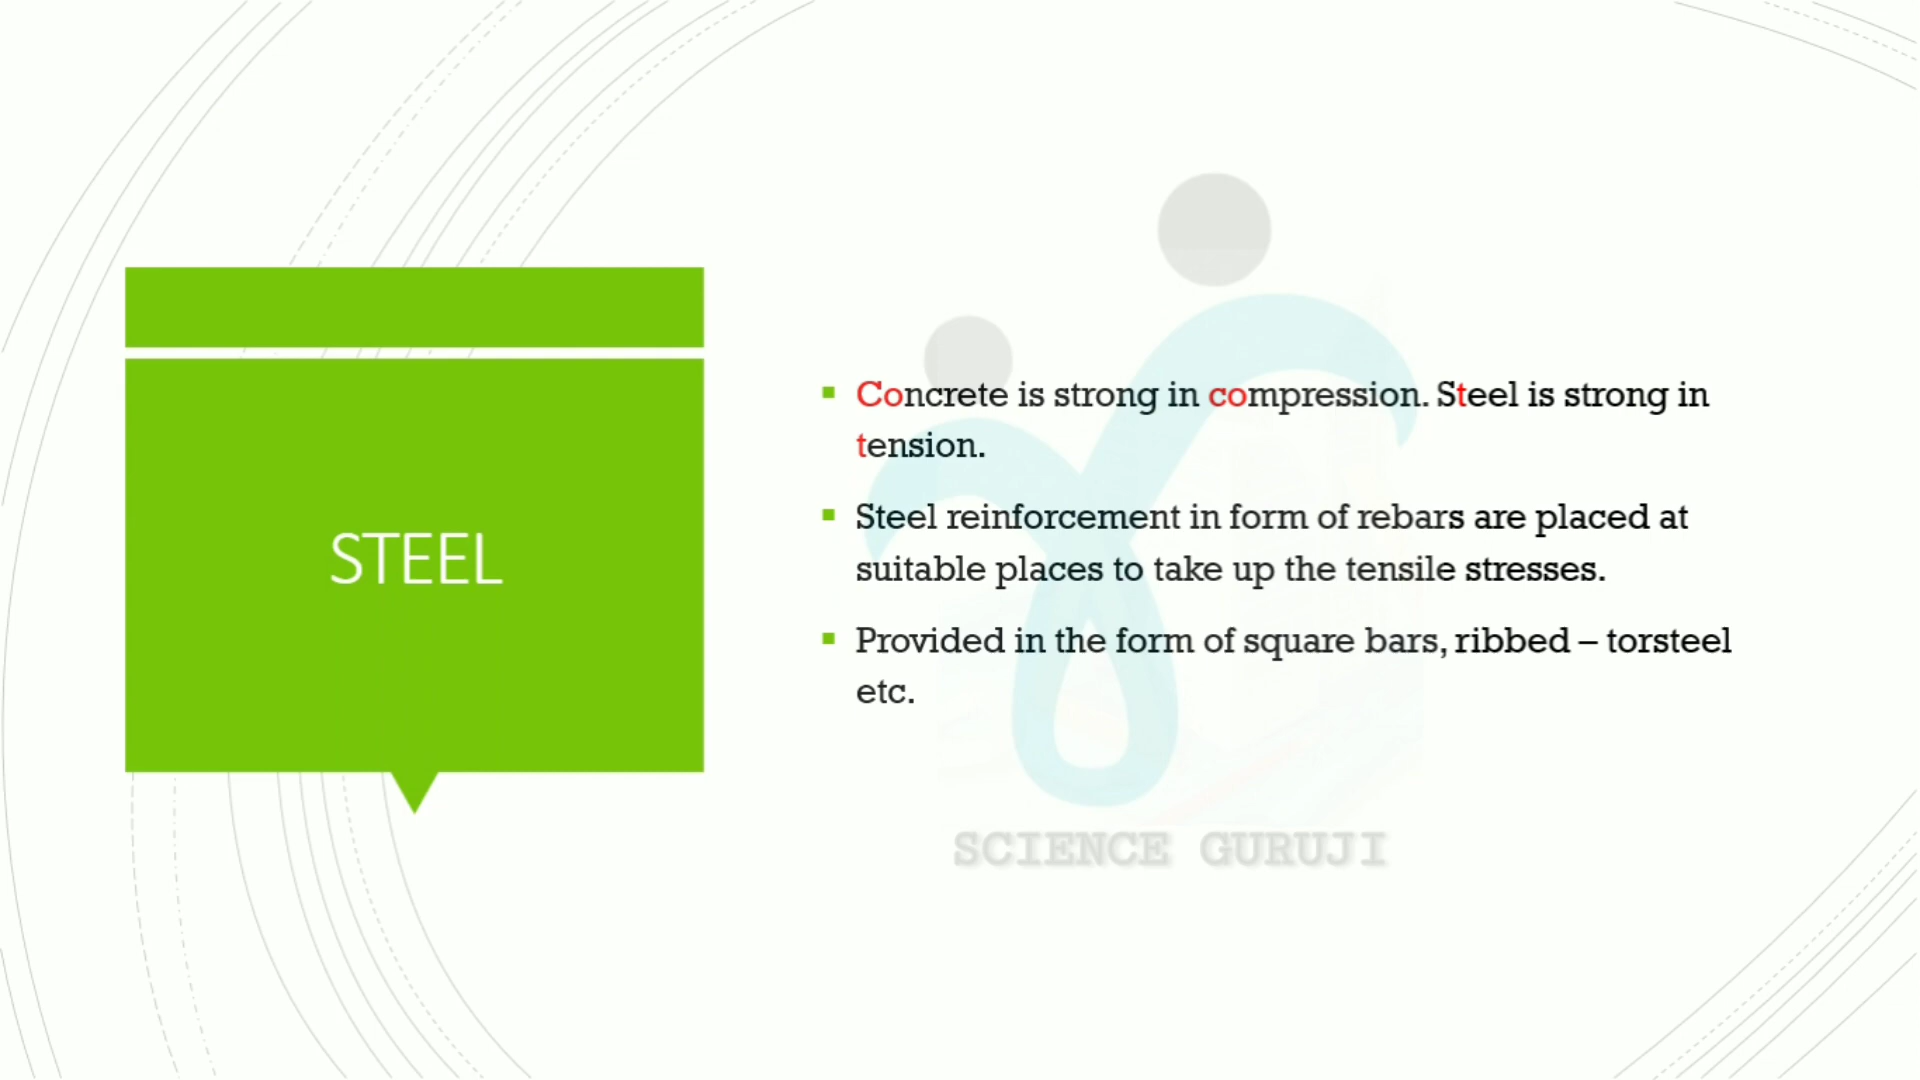 STEEL
Concrete is strong in compression. Steel is strong in
tension.
Steel reinforcement in form of rebars are placed at
suitable places to take up the tensile stresses.
Provided in the form of square bars, ribbed – torsteel
etc.
SCIENCE GURUJI